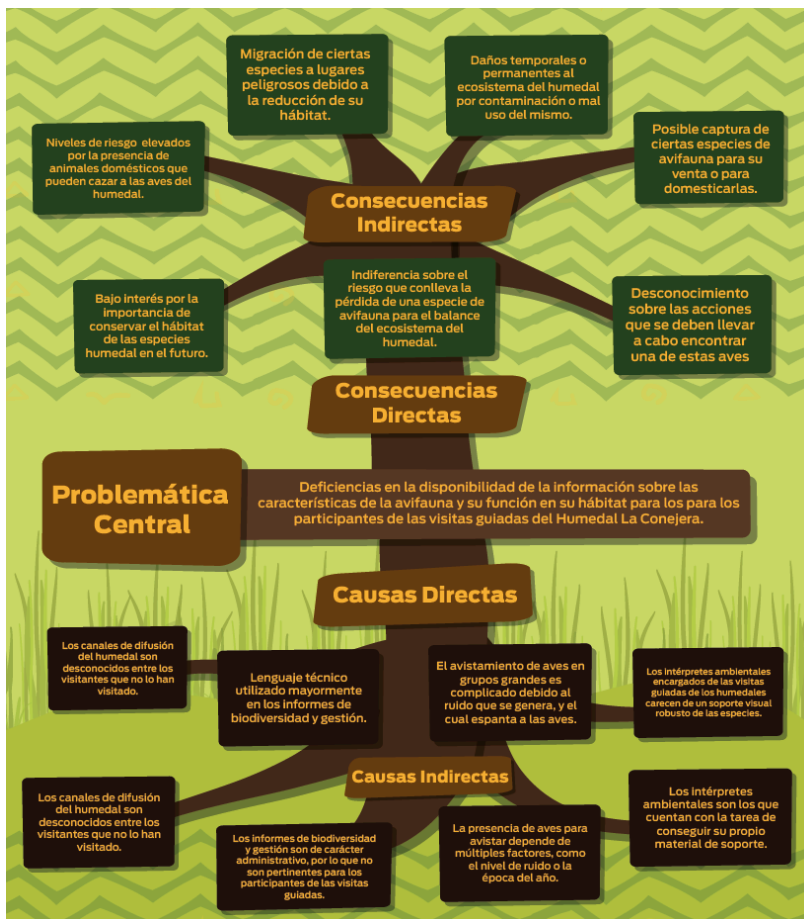 Migración de ciertas
especies a lugares
peligrosos debido a
la reducción de su
hábitat.
Daños temporales o
permanentes al
ecosistema del humedal
por contaminación o mal
uso del mismo.
Niveles de riesgo elevados
por la presencia de
animales domésticos que
pueden cazar a las aves del
humedal.
Posible captura de
ciertas especies de
avifauna para su
venta o para
domesticarlas.
Consecuencias
Indirectas
Bajo interés por la
importancia de
conservar el hábitat
de las especies
humedal en el futuro.
Indiferencia sobre el
riesgo que conlleva la
pérdida de una especie de
avifauna para el balance
del ecosistema del
humedal.
Desconocimiento
sobre las acciones
que se deben llevar
a cabo encontrar
una de estas aves
Consecuencias
Directas
Problemática
Central
Deficiencias en la disponibilidad de la información sobre las
características de la avifauna y su función en su hábitat para los para los
participantes de las visitas guiadas del Humedal La Conejera.
Causas Directas
Los canales de difusión
del humedal son
desconocidos entre los
visitantes que no lo han
visitado.
Lenguaje técnico
utilizado mayormente
en los informes de
biodiversidad y gestión.
El avistamiento de aves en
grupos grandes es
complicado debido al
ruido que se genera, y el
cual espanta a las aves.
Los intérpretes ambientales
encargados de las visitas
guiadas de los humedales
carecen de un soporte visual
robusto de las especies.
Causas Indirectas
Los canales de difusión
del humedal son
desconocidos entre los
visitantes que no lo han
visitado.
Los informes de biodiversidad
y gestión son de carácter
administrativo, por lo que no
son pertinentes para los
participantes de las visitas
guiadas.
La presencia de aves para
avistar depende de
múltiples factores, como
el nivel de ruido o la
época del año.
Los intérpretes
ambientales son los que
cuentan con la tarea de
conseguir su propio
material de soporte.